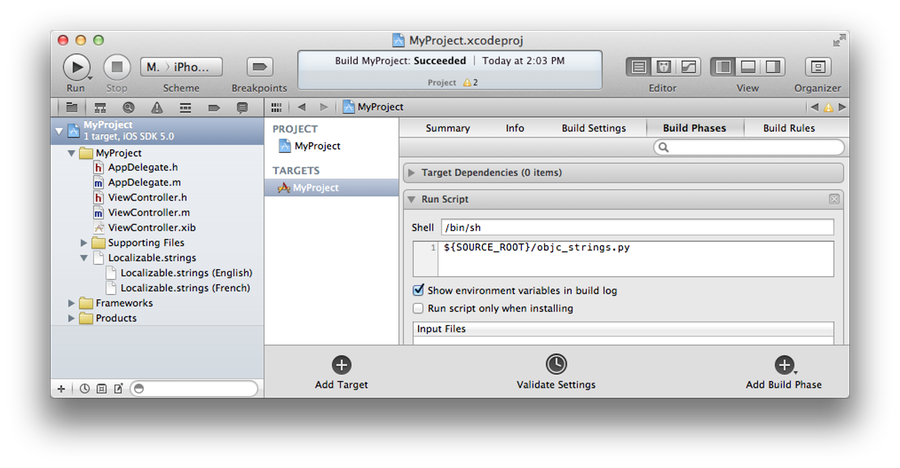 MyProject.xcodeproj
Run
Stop
M... › iPho...
Scheme
Breakpoints
Build MyProject: Succeeded | Today at 2:03 PM
Project 2
Editor
View
Organizer
MyProject
1 target, iOS SDK 5.0
MyProject
AppDelegate.h
AppDelegate.m
ViewController.h
ViewController.m
ViewController.xib
Supporting Files
Localizable.strings
Localizable.strings (English)
Localizable.strings (French)
Frameworks
Products
MyProject
PROJECT
MyProject
TARGETS
MyProject
Summary Info Build Settings Build Phases Build Rules
Target Dependencies (0 items)
Run Script
Shell /bin/sh
1 ${SOURCE_ROOT}/objc_strings.py
Show environment variables in build log
Run script only when installing
Input Files
Add Target
Validate Settings
Add Build Phase